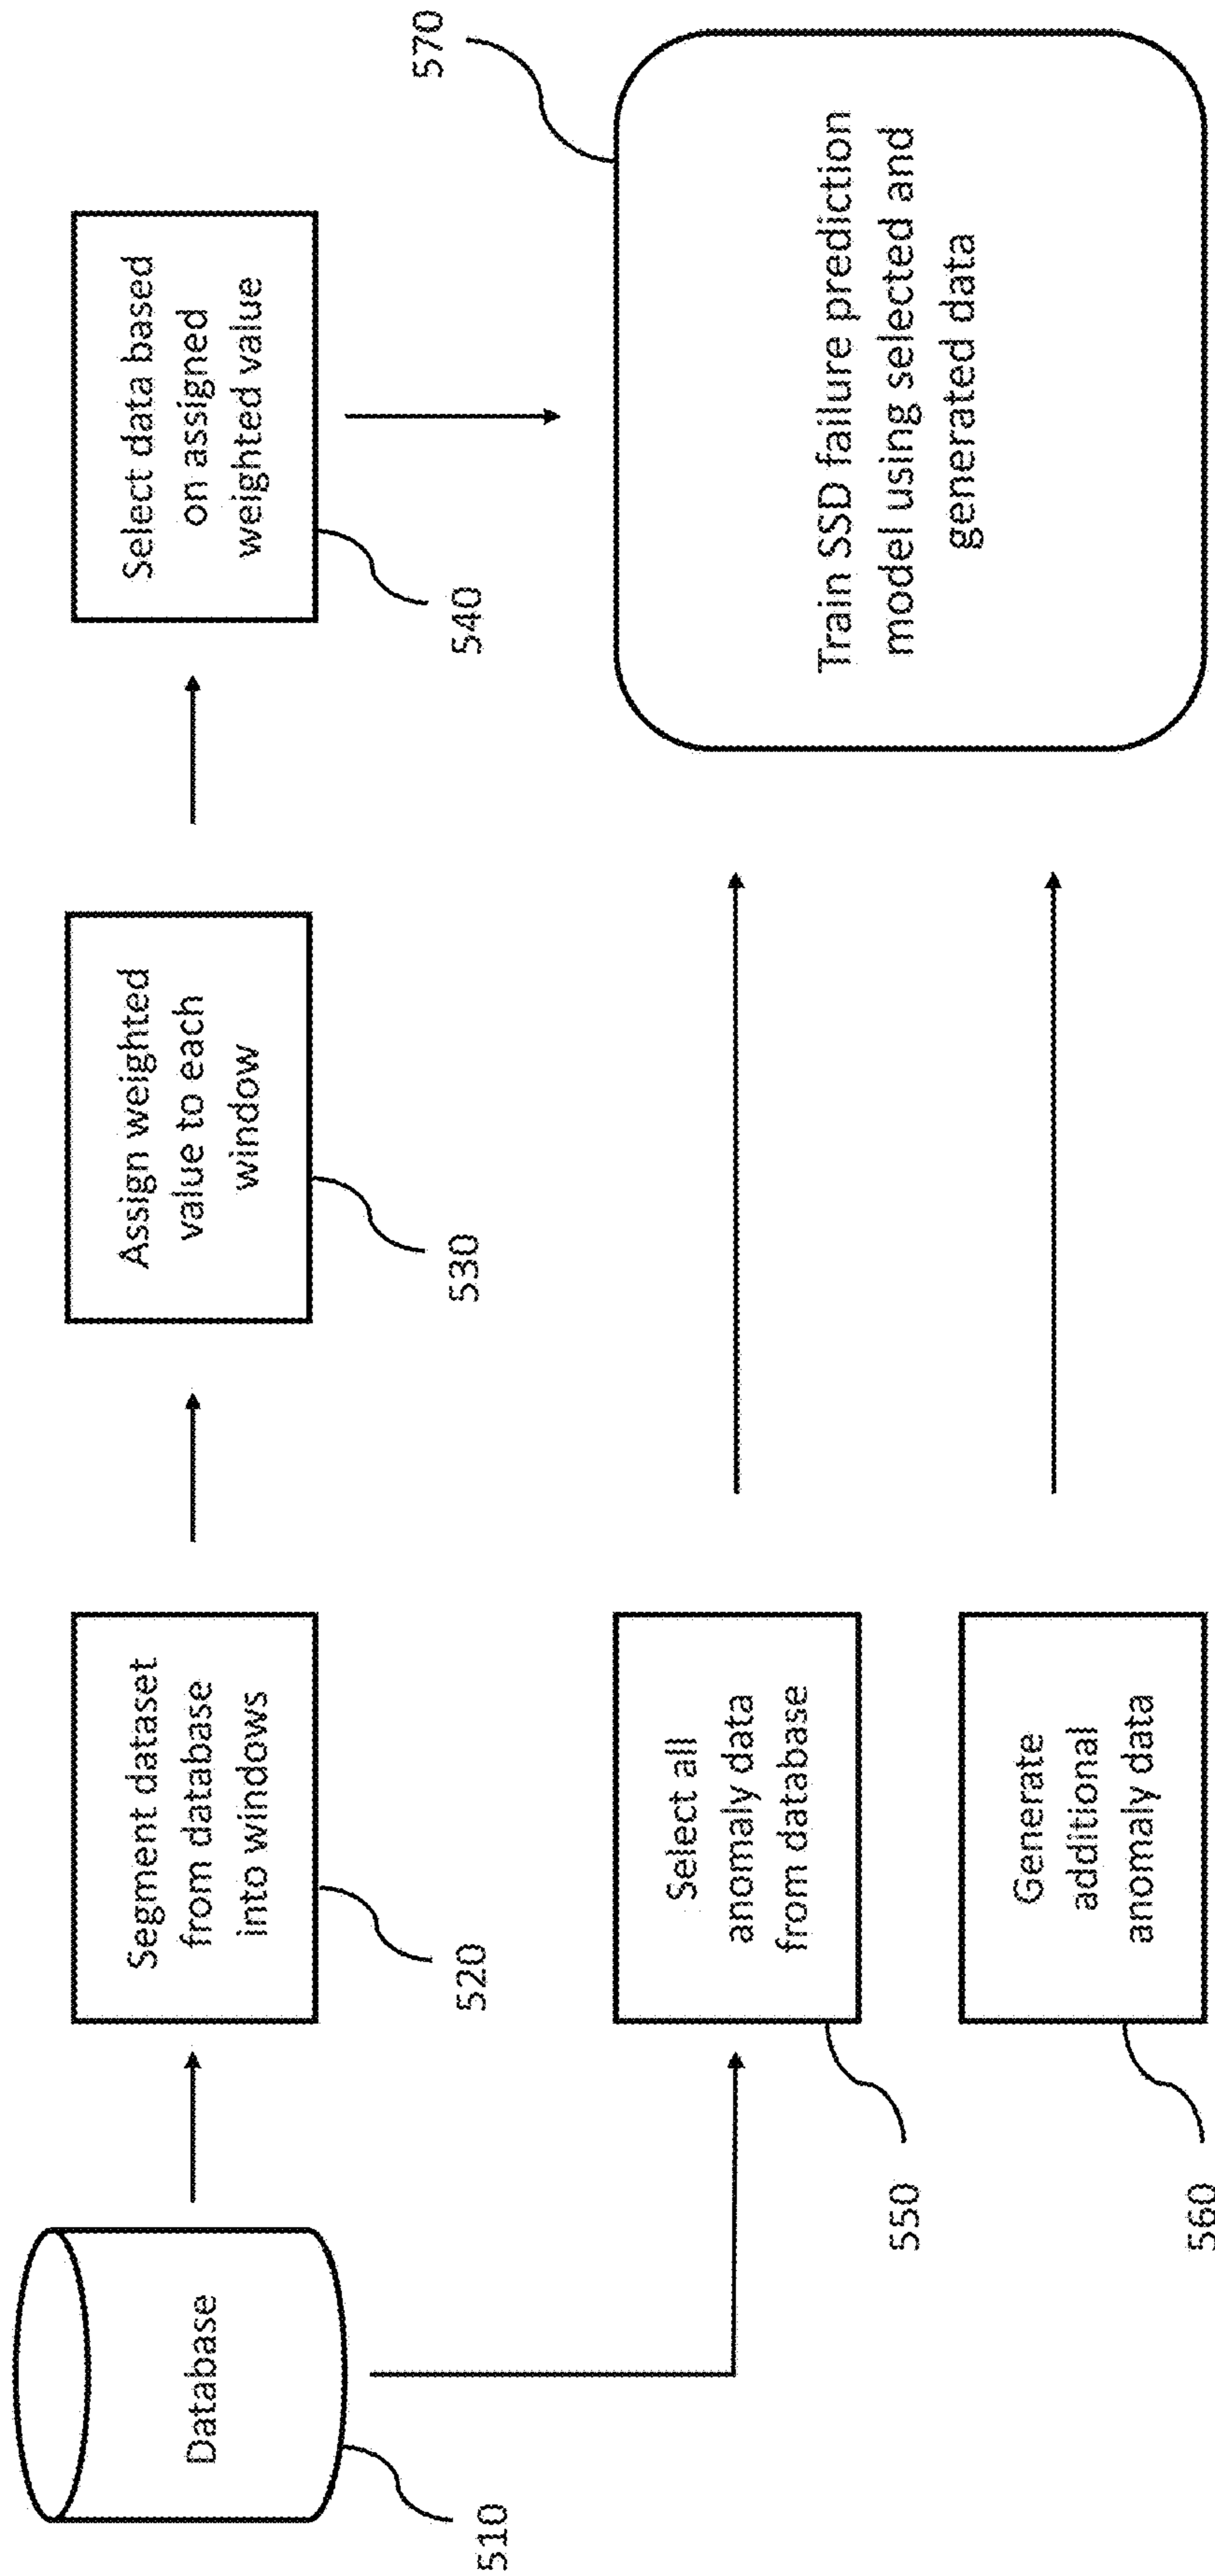 Database
510
Segment dataset
from database
into windows
520
Assign weighted
value to each
window
530
Select data based
on assigned
weighted value
540
Select all
anomaly data
from database
550
Generate
additional
anomaly data
560
Train SSD failure prediction
model using selected and
generated data
570